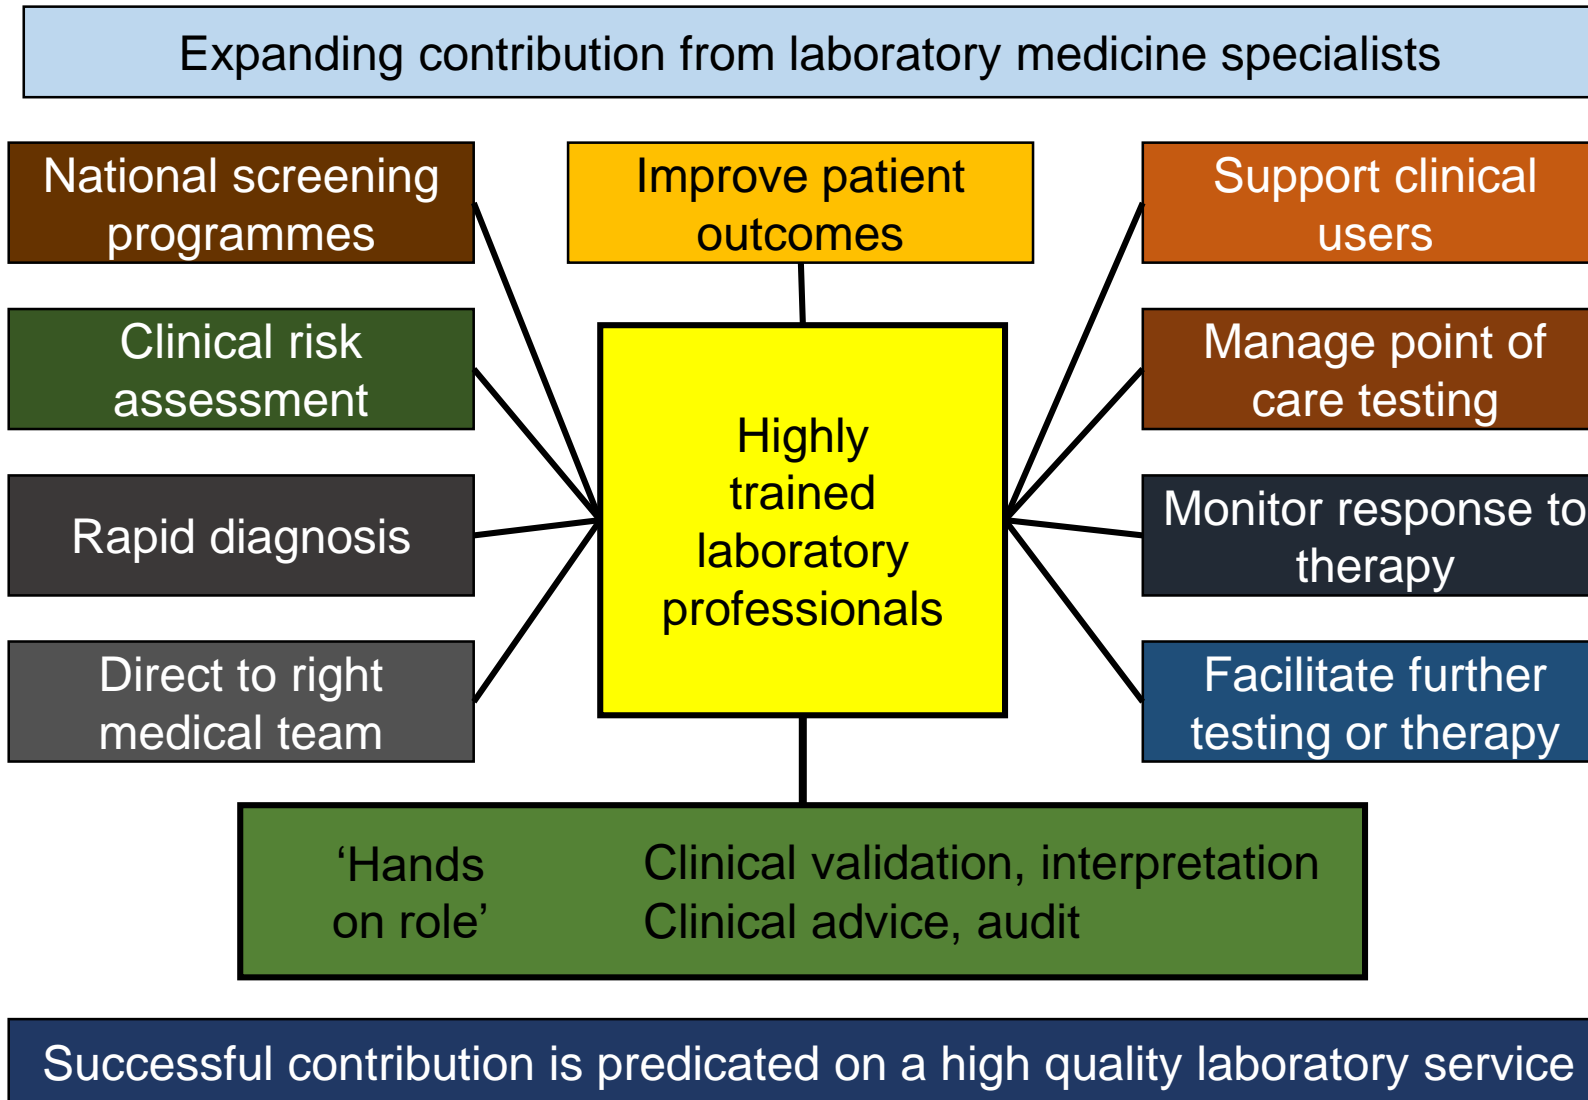 Expanding contribution from laboratory medicine specialists
National screening
programmes
Improve patient
outcomes
Support clinical
users
Clinical risk
assessment
Manage point of
care testing
Highly
trained
laboratory
professionals
Rapid diagnosis
Monitor response to
therapy
Direct to right
medical team
Facilitate further
testing or therapy
‘Hands
on role’
Clinical validation, interpretation
Clinical advice, audit
Successful contribution is predicated on a high quality laboratory service